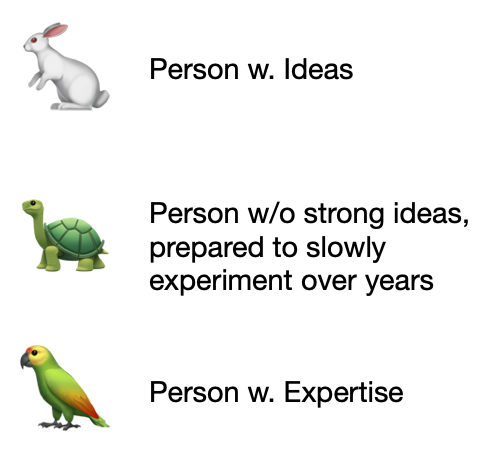 Person w. Ideas
Person w/o strong ideas,
prepared to slowly
experiment over years
Person w. Expertise